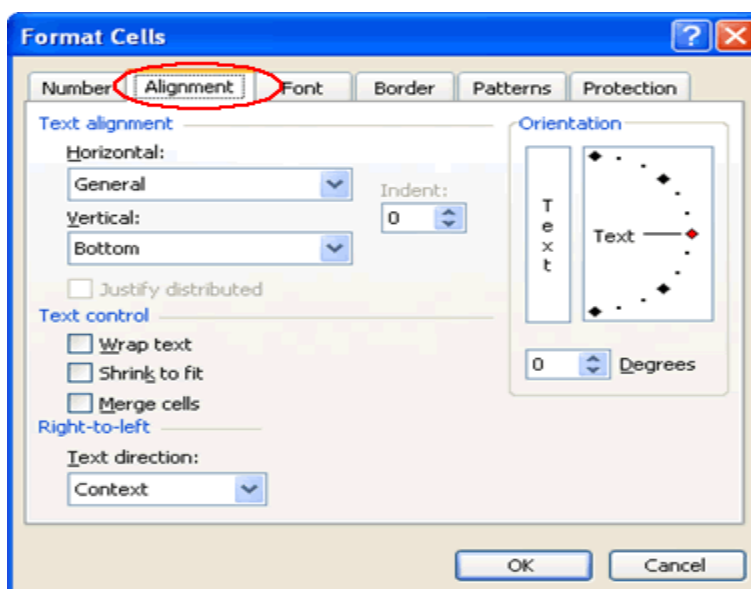 Format Cells
Number Alignment Font Border Patterns Protection
Text alignment
Horizontal:
General
Indent:
0
Vertical:
Bottom
Justify distributed
Text control
Wrap text
Shrink to fit
Merge cells
Right-to-left
Text direction:
Context
Orientation
Text
Text
0 Degrees
OK Cancel